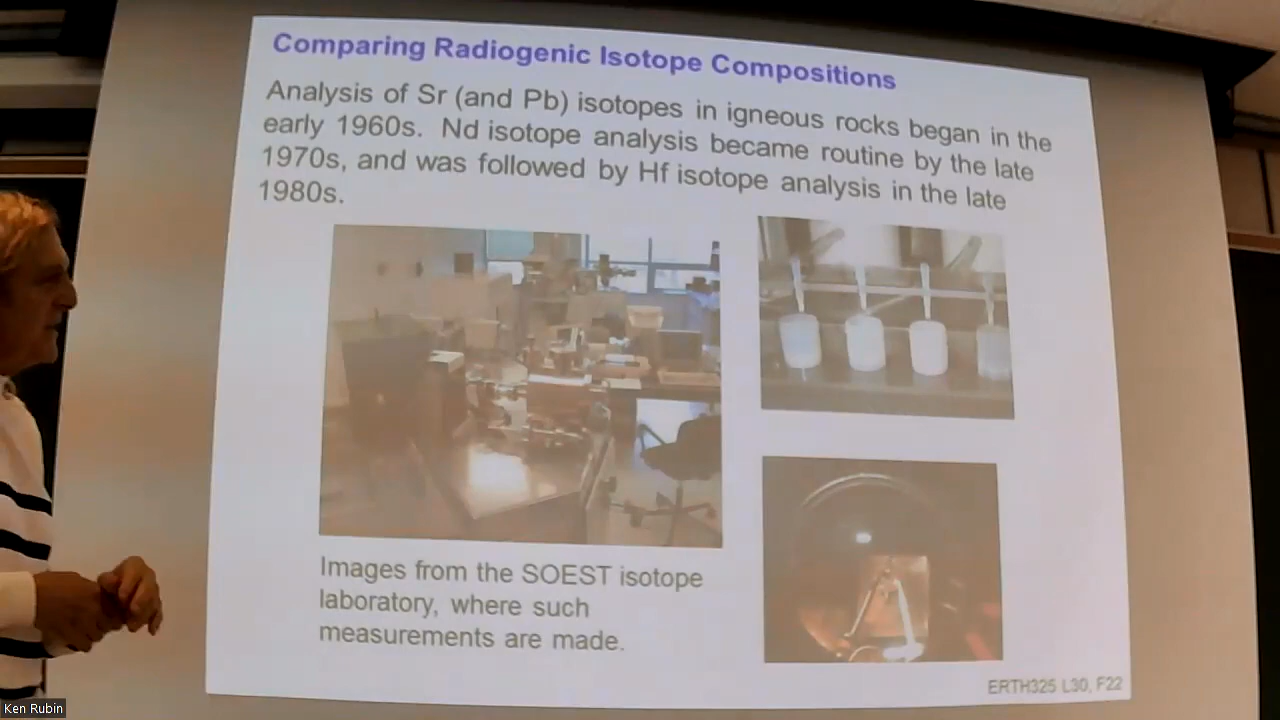 Comparing Radiogenic Isotope Compositions
Analysis of Sr (and Pb) isotopes in igneous rocks began in the
early 1960s. Nd isotope analysis became routine by the late
1970s, and was followed by Hf isotope analysis in the late
1980s.
Images from the SOEST isotope
laboratory, where such
measurements are made.
ERTH325 L30, F22
Ken Rubin